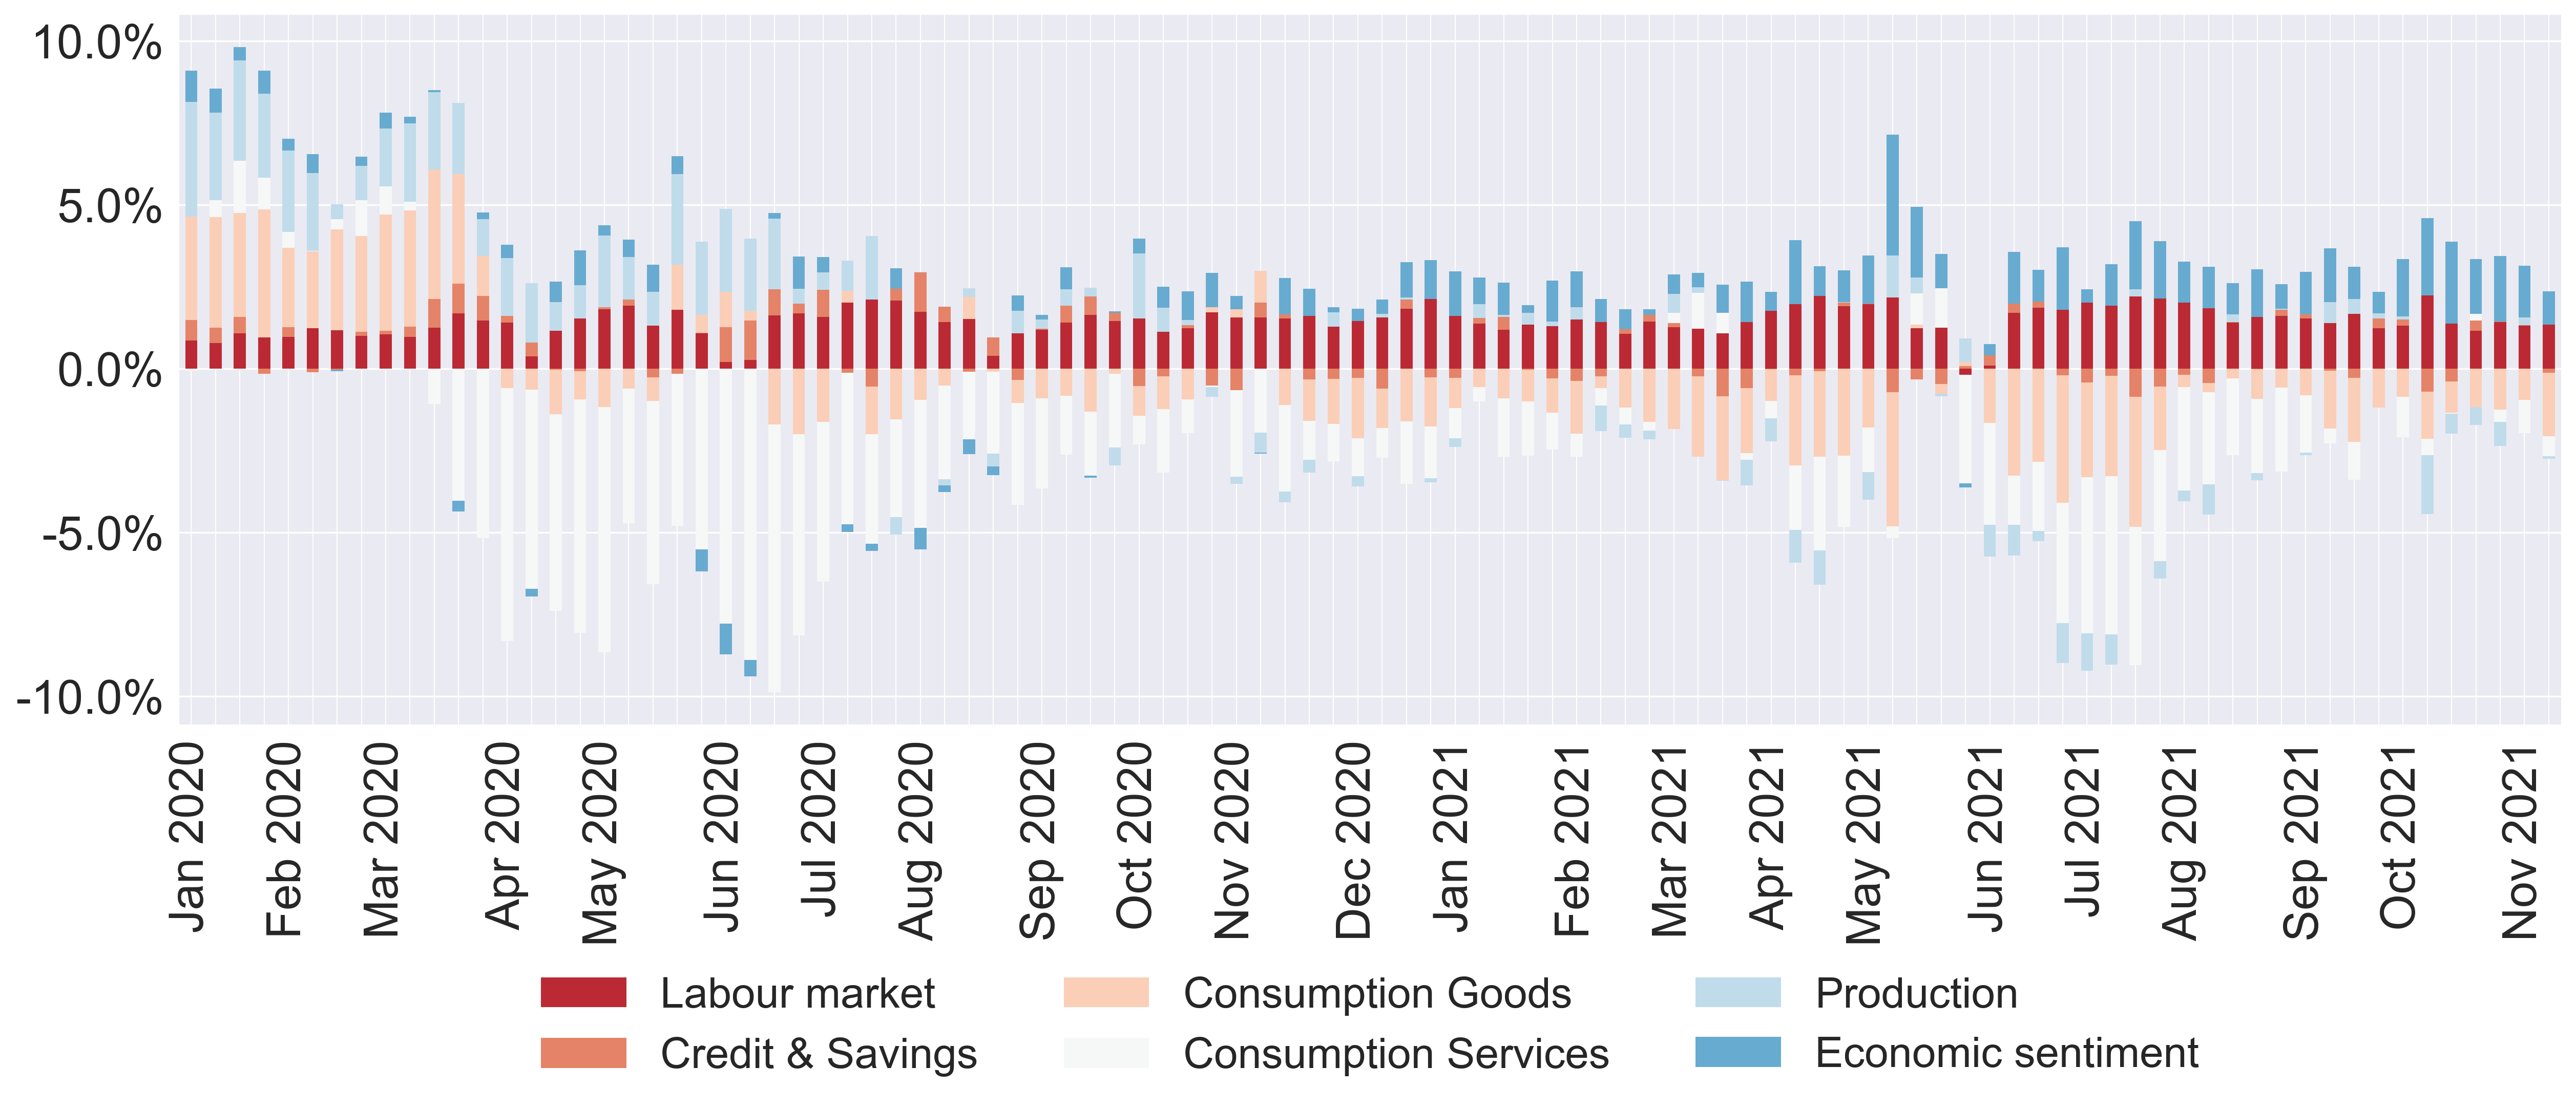 10.0%
5.0%
0.0%
-5.0%
-10.0%
Jan 2020
Feb 2020
Mar 2020
Apr 2020
May 2020
Jun 2020
Jul 2020
Aug 2020
Sep 2020
Oct 2020
Nov 2020
Dec 2020
Jan 2021
Feb 2021
Mar 2021
Apr 2021
May 2021
Jun 2021
Jul 2021
Aug 2021
Sep 2021
Oct 2021
Nov 2021
Labour market
Consumption Goods
Production
Credit & Savings
Consumption Services
Economic sentiment